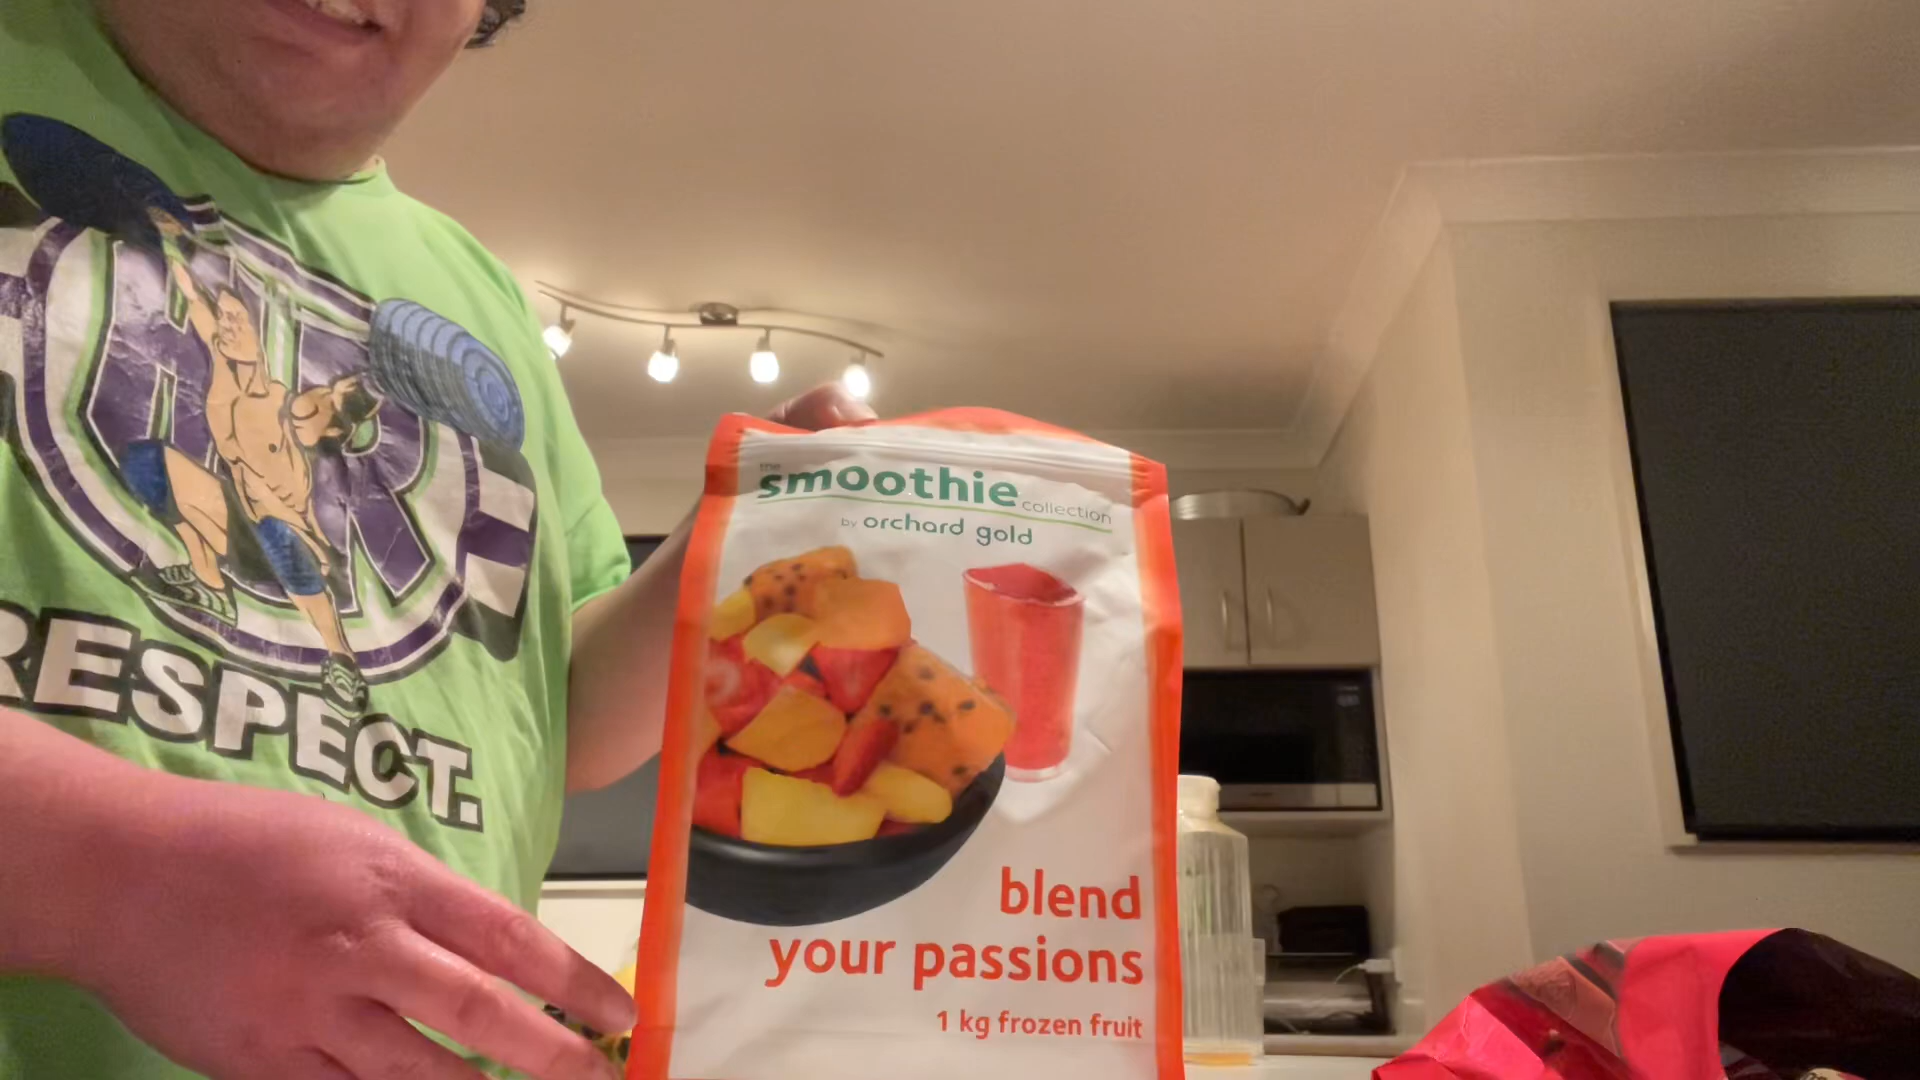 RESPECT.
the
smoothie collection
by orchard gold
blend
your passions
1 kg frozen fruit